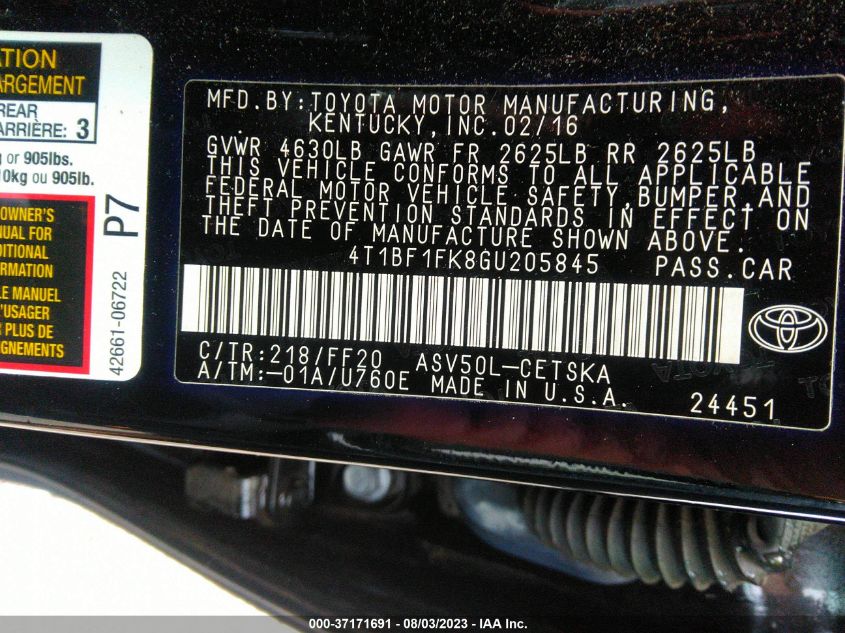 ATION
ARGEMENT
REAR
ARRIÈRE: 3
or 905lbs.
10kg ou 905lb.
OWNER'S
NUAL FOR
DDITIONAL
ORMATION
LE MANUEL
L'USAGER
R PLUS DE
IGNEMENTS
P7
42661-06722
MFD.BY:TOYOTA MOTOR MANUFACTURING,
KENTUCKY,INC.02/16
GVWR 4630LB GAWR FR 2625LB RR 2625LB
THIS VEHICLE CONFORMS TO ALL APPLICABLE
FEDERAL MOTOR VEHICLE SAFETY,BUMPER,AND
THEFT PREVENTION STANDARDS IN EFFECT ON
THE DATE OF MANUFACTURE SHOWN ABOVE.
4T1BF1FK8GU205845 PASS.CAR
C/TR:218/FF20 ASV50L-CETSKA
A/TM:-01A/U760E MADE IN U.S.A.
24451
000-37171691 - 08/03/2023 - IAA Inc.